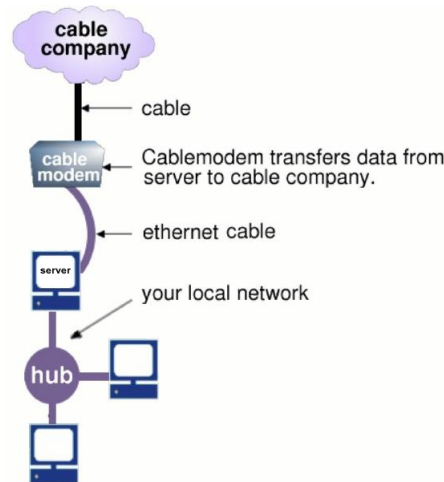 cable
company
cable
cable
modem
Cablemodem transfers data from
server to cable company.
ethernet cable
server
your local network
hub